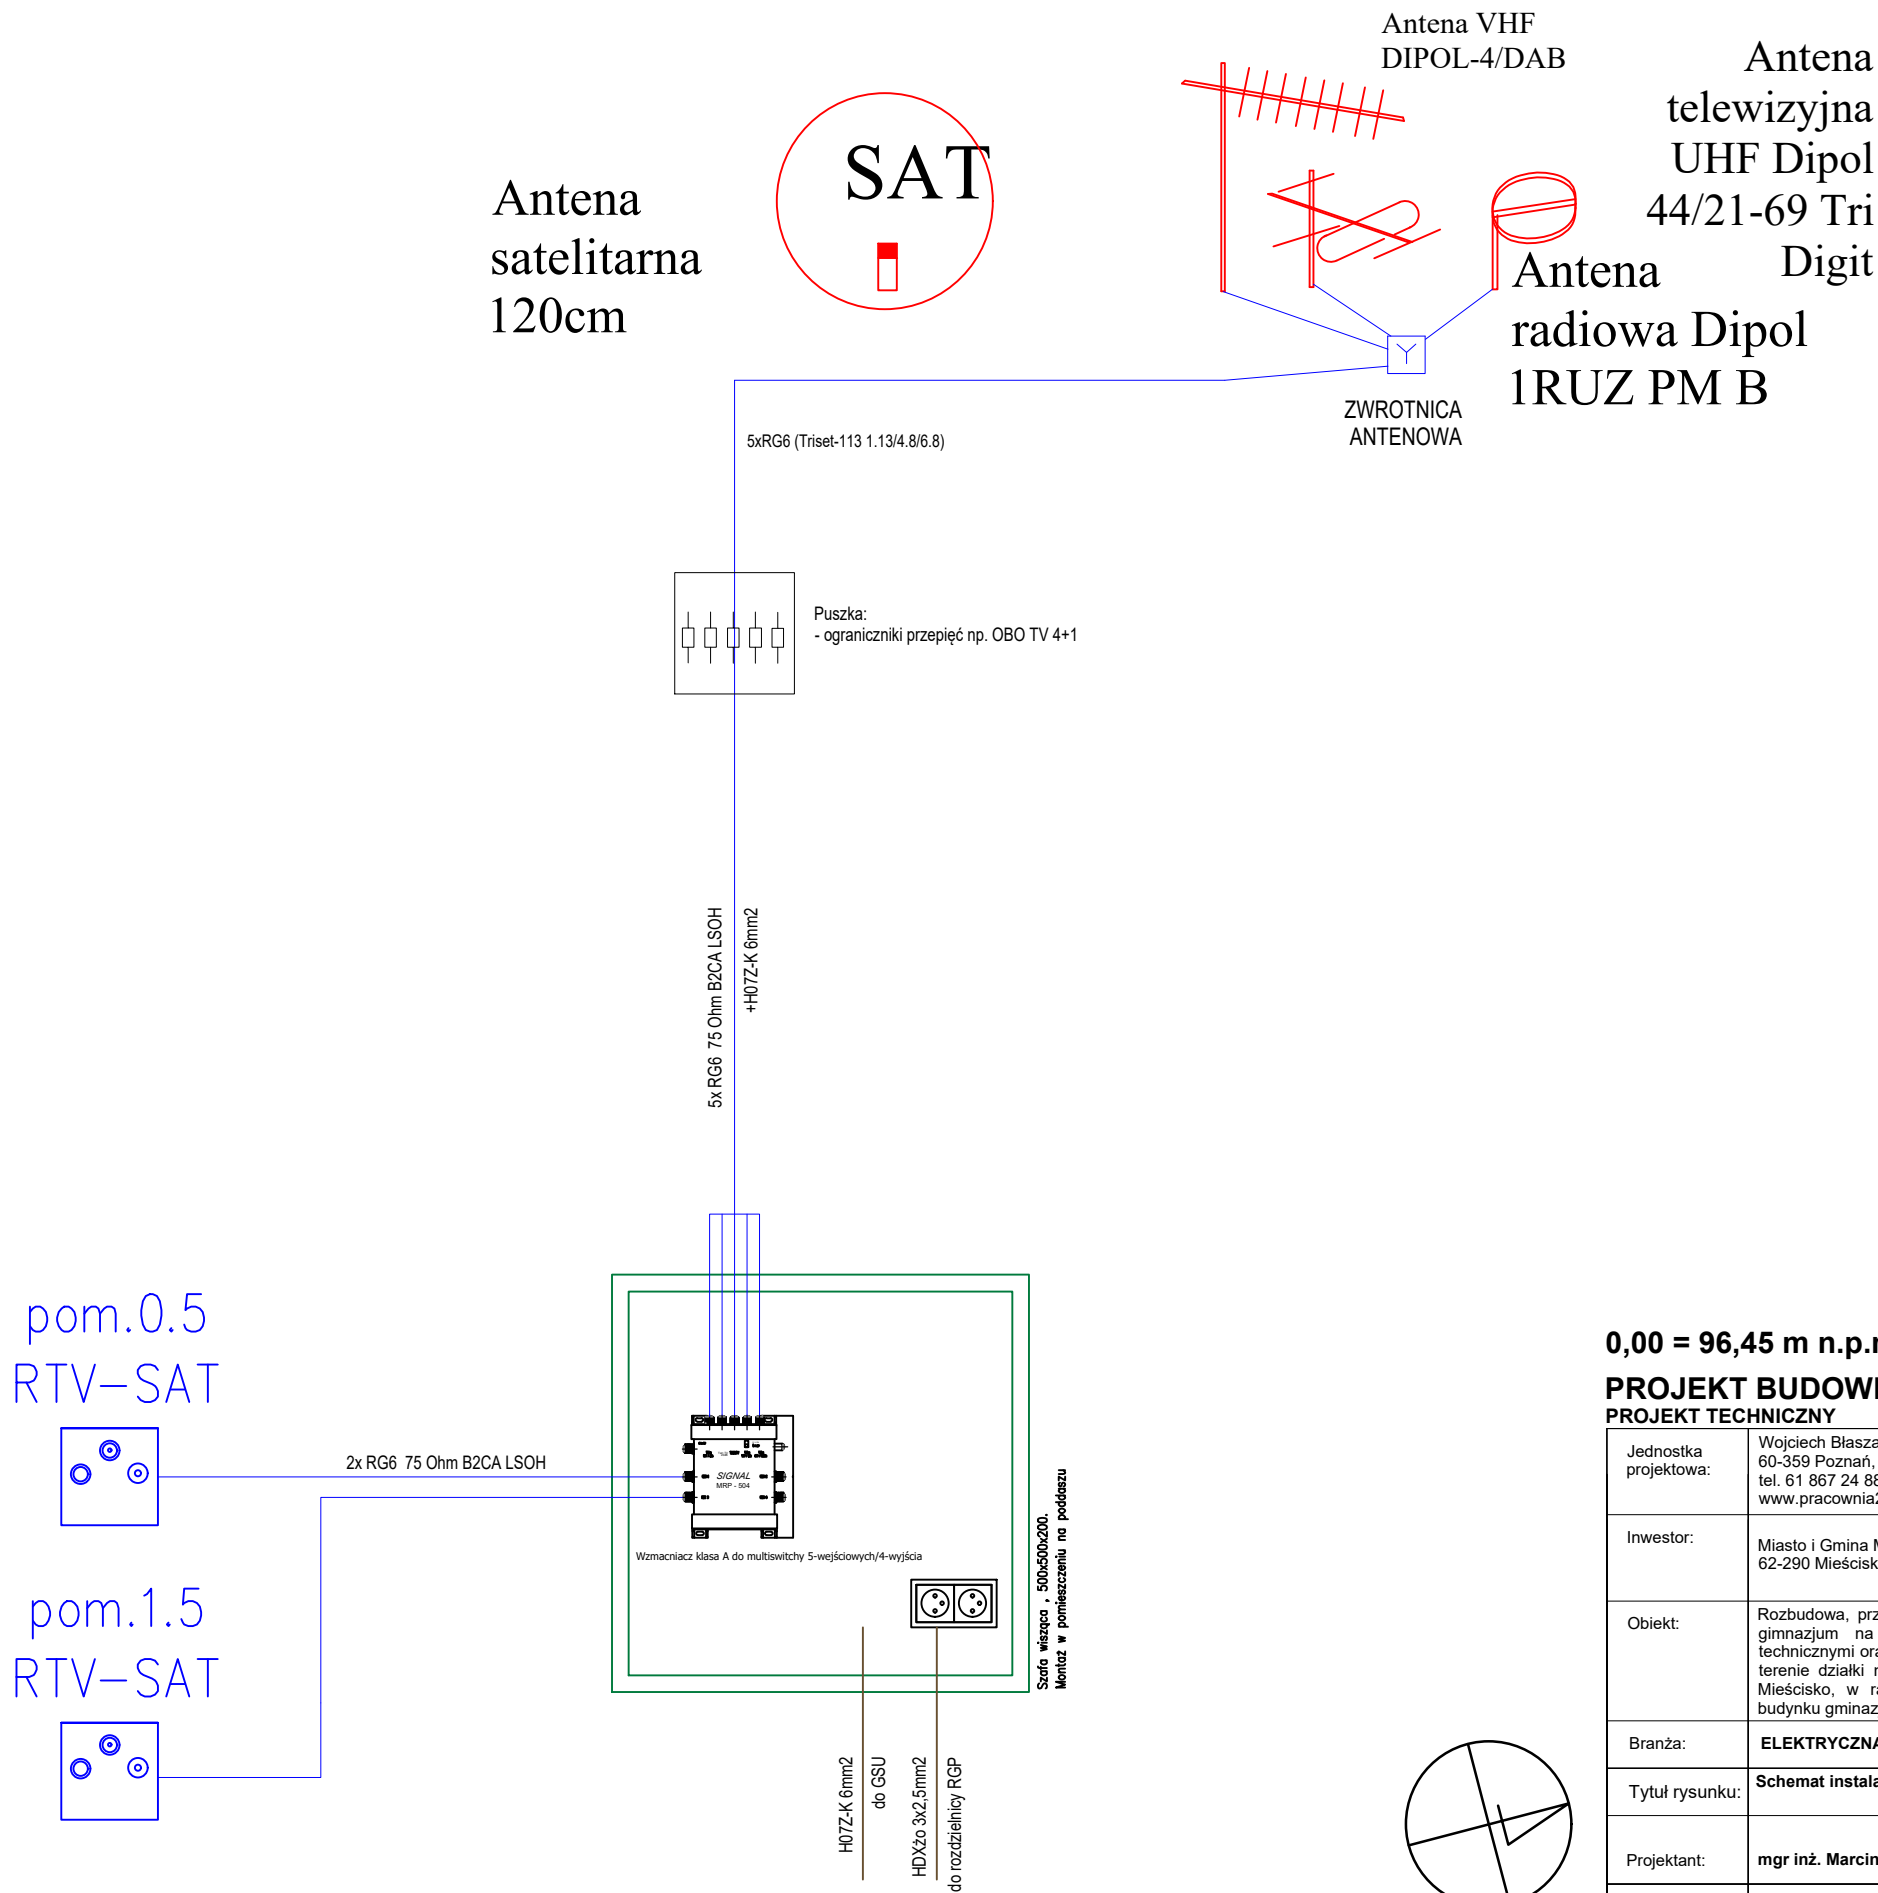 Antena VHF
DIPOL-4/DAB
Antena
telewizyjna
UHF Dipol
44/21-69 Tri
Digit
SAT
Antena
satelitarna
120cm
Antena
radiowa Dipol
1RUZ PM B
ZWROTNICA
ANTENOWA
5xRG6 (Triset-113 1.13/4.8/6.8)
Puszka:
- ograniczniki przepięć np. OBO TV 4+1
5x RG6 75 Ohm B2CA LSOH
+H07Z-K 6mm2
pom.0.5
RTV-SAT
2x RG6 75 Ohm B2CA LSOH
SIGNAL
MRP - 504
Wzmacniacz klasa A do multiswitchy 5-wejściowych/4-wyjścia
Szafa wisząca , 500x500x200.
Montaż w pomieszczeniu na poddaszu
pom.1.5
RTV-SAT
H07Z-K 6mm2
do GSU
HDXżo 3x2,5mm2
do rozdzielnicy RGP
0,00 = 96,45 m n.p.
PROJEKT BUDOW
PROJEKT TECHNICZNY
Jednostka
projektowa:
Wojciech Błasza
60-359 Poznań,
tel. 61 867 24 88
www.pracownia
Inwestor:
Miasto i Gmina M
62-290 Mieścisk
Obiekt:
Rozbudowa, prz
gimnazjum na
technicznymi ora
terenie działki n
Mieścisko, w ra
budynku gminaz
Branża:
ELEKTRYCZNA
Tytuł rysunku:
Schemat instala
Projektant:
mgr inż. Marcin